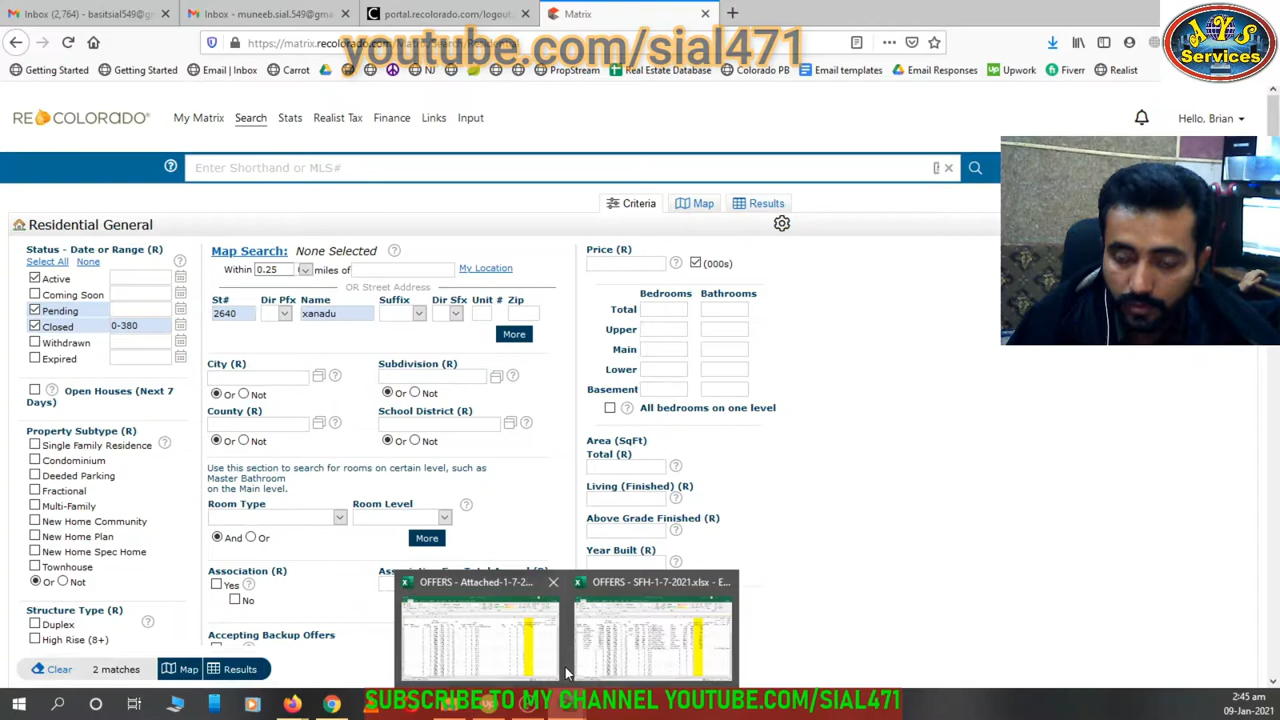 Inbox (2,764) - basitsial549@gma
Inbox - muneeb.sial.549@gma
portal.recolorado.com/logout
Matrix
youtube.com/sial471
AYS
Services
Getting Started
Getting Started
Email | Inbox
Carrot
NJ
PropStream
Real Estate Database
Colorado PB
Email templates
Email Responses
Upwork
Fiverr
Realist
RECOLORADO
My Matrix
Search
Stats
Realist Tax
Finance
Links
Input
Hello, Brian
Enter Shorthand or MLS#
Criteria
Map
Results
Residential General
Status - Date or Range (R)
Select All
None
Active
Coming Soon
Pending
Closed
0-380
Withdrawn
Expired
Open Houses (Next 7 Days)
Property Subtype (R)
Single Family Residence
Condominium
Deeded Parking
Fractional
Multi-Family
New Home Community
New Home Plan
New Home Spec Home
Townhouse
Or Not
Structure Type (R)
Duplex
High Rise (8+)
Map Search: None Selected
Within 0.25 miles of
My Location
OR Street Address
St# Dir Pfx Name Suffix Dir Sfx Unit # Zip
2640 xanadu
More
City (R)
Subdivision (R)
Or Not
Or Not
County (R)
School District (R)
Or Not
Or Not
Use this section to search for rooms on certain level, such as
Master Bathroom
on the Main level.
Room Type
Room Level
And Or
More
Association (R)
Yes
No
Accepting Backup Offers
Price (R)
(000s)
Bedrooms Bathrooms
Total
Upper
Main
Lower
Basement
All bedrooms on one level
Area (SqFt)
Total (R)
Living (Finished) (R)
Above Grade Finished (R)
Year Built (R)
OFFERS - Attached-1-7-2...
OFFERS - SFH-1-7-2021.xlsx - E...
Clear
2 matches
Map
Results
SUBSCRIBE TO MY CHANNEL YOUTUBE.COM/SIAL471
2:45 am
09-Jan-2021